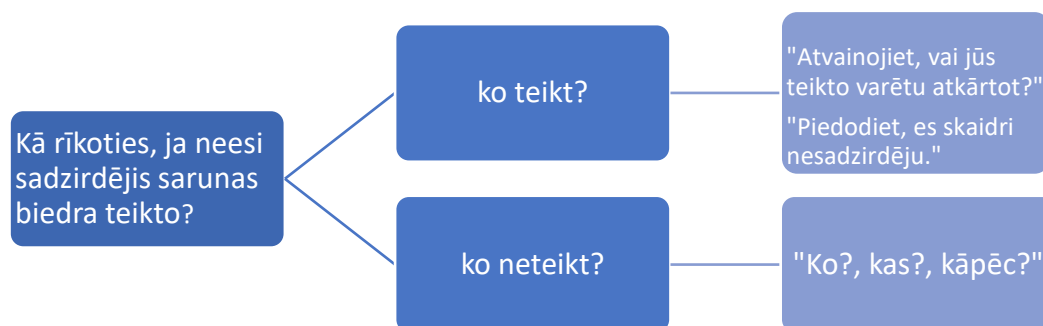 Kā rīkoties, ja neesi
sadzirdējis sarunas
biedra teikto?
ko teikt?
"Atvainojiet, vai jūs
teikto varētu atkārtot?"
"Piedodiet, es skaidri
nesadzirdēju."
ko neteikt?
"Ko?, kas?, kāpēc?"